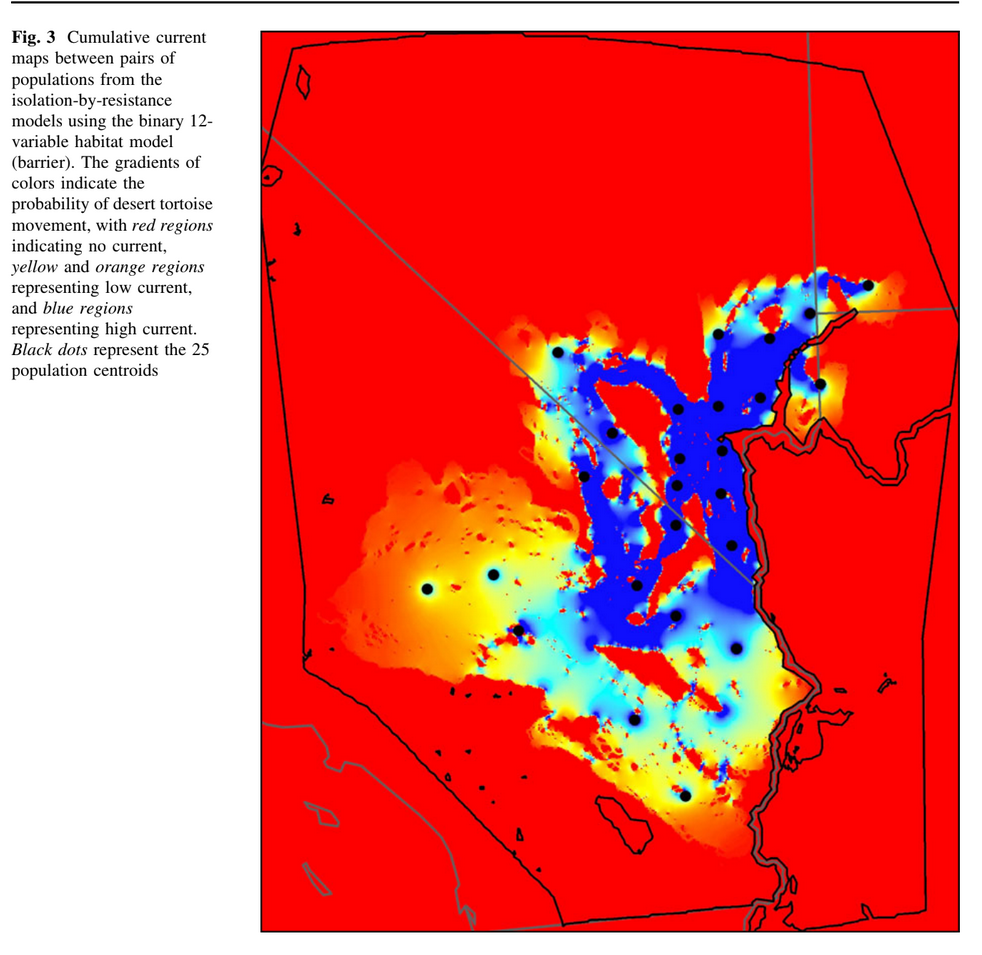 Fig. 3 Cumulative current
maps between pairs of
populations from the
isolation-by-resistance
models using the binary 12-
variable habitat model
(barrier). The gradients of
colors indicate the
probability of desert tortoise
movement, with red regions
indicating no current,
yellow and orange regions
representing low current,
and blue regions
representing high current.
Black dots represent the 25
population centroids